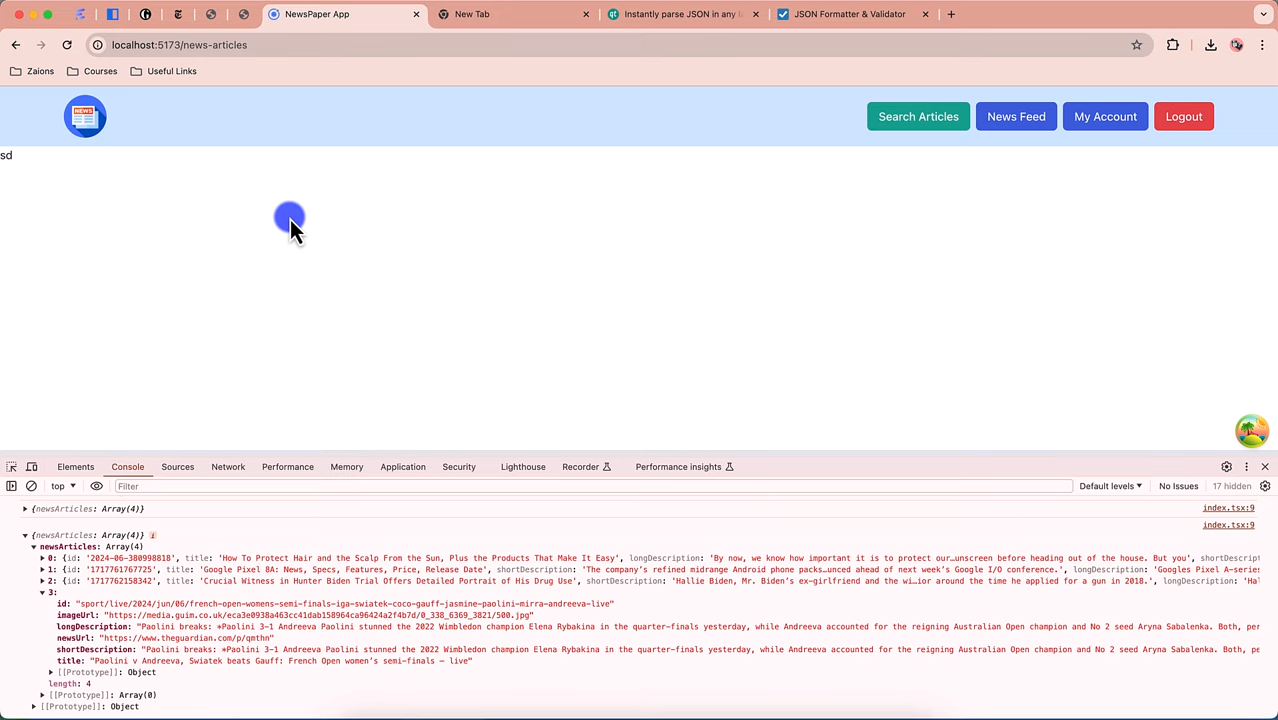 NewsPaper App
New Tab
Instantly parse JSON in any l
JSON Formatter & Validator
localhost:5173/news-articles
Zaions
Courses
Useful Links
NEWS
Search Articles
News Feed
My Account
Logout
sd
Elements
Console
Sources
Network
Performance
Memory
Application
Security
Lighthouse
Recorder
Performance insights
top
Filter
Default levels
No Issues
17 hidden
{newsArticles: Array(4)}
index.tsx:9
index.tsx:9
{newsArticles: Array(4)} i
newsArticles: Array(4)
0: {id: '2024-06-380998818', title: 'How To Protect Hair and the Scalp From the Sun, Plus the Products That Make It Easy', longDescription: 'By now, we know how important it is to protect our…unscreen before heading out of the house. But you', shortDescript
1: {id: '1717761767725', title: 'Google Pixel 8A: News, Specs, Features, Price, Release Date', shortDescription: 'The company's refined midrange Android phone packs…unced ahead of next week's Google I/O conference.', longDescription: 'Googles Pixel A-series
2: {id: '1717762158342', title: 'Crucial Witness in Hunter Biden Trial Offers Detailed Portrait of His Drug Use', shortDescription: 'Hallie Biden, Mr. Biden's ex-girlfriend and the wi…ior around the time he applied for a gun in 2018.', longDescription: 'Hal
3:
id: "sport/live/2024/jun/06/french-open-womens-semi-finals-iga-swiatek-coco-gauff-jasmine-paolini-mirra-andreeva-live"
imageUrl: "https://media.guim.co.uk/eca3e0938a463cc41dab158964ca96424a2f4b7d/0_338_6369_3821/500.jpg"
longDescription: "Paolini breaks: *Paolini 3-1 Andreeva Paolini stunned the 2022 Wimbledon champion Elena Rybakina in the quarter-finals yesterday, while Andreeva accounted for the reigning Australian Open champion and No 2 seed Aryna Sabalenka. Both, per
newsUrl: "https://www.theguardian.com/p/qmthn"
shortDescription: "Paolini breaks: *Paolini 3-1 Andreeva Paolini stunned the 2022 Wimbledon champion Elena Rybakina in the quarter-finals yesterday, while Andreeva accounted for the reigning Australian Open champion and No 2 seed Aryna Sabalenka. Both, pe
title: "Paolini v Andreeva, Swiatek beats Gauff: French Open women's semi-finals – live"
[[Prototype]]: Object
length: 4
[[Prototype]]: Array(0)
[[Prototype]]: Object